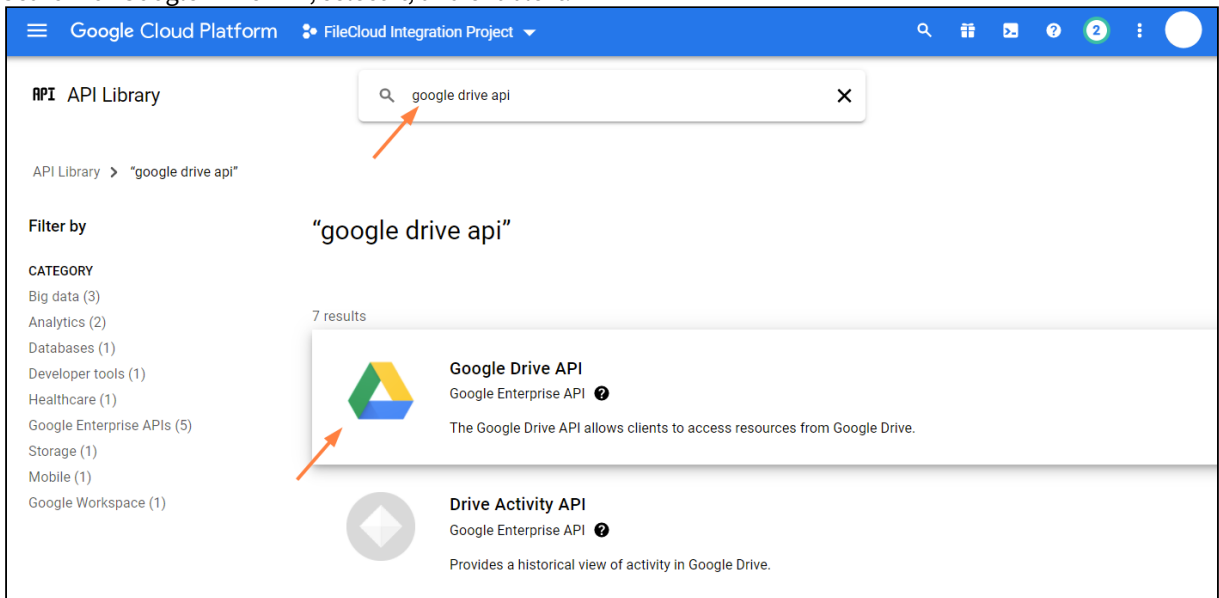 Google Cloud Platform FileCloud Integration Project 2
API API Library
google drive api
API Library > "google drive api"
Filter by
"google drive api"
CATEGORY
Big data (3)
7 results
Analytics (2)
Databases (1)
Developer tools (1)
Healthcare (1)
Google Enterprise APIs (5)
Storage (1)
Mobile (1)
Google Workspace (1)
Google Drive API
Google Enterprise API ?
The Google Drive API allows clients to access resources from Google Drive.
Drive Activity API
Google Enterprise API ?
Provides a historical view of activity in Google Drive.